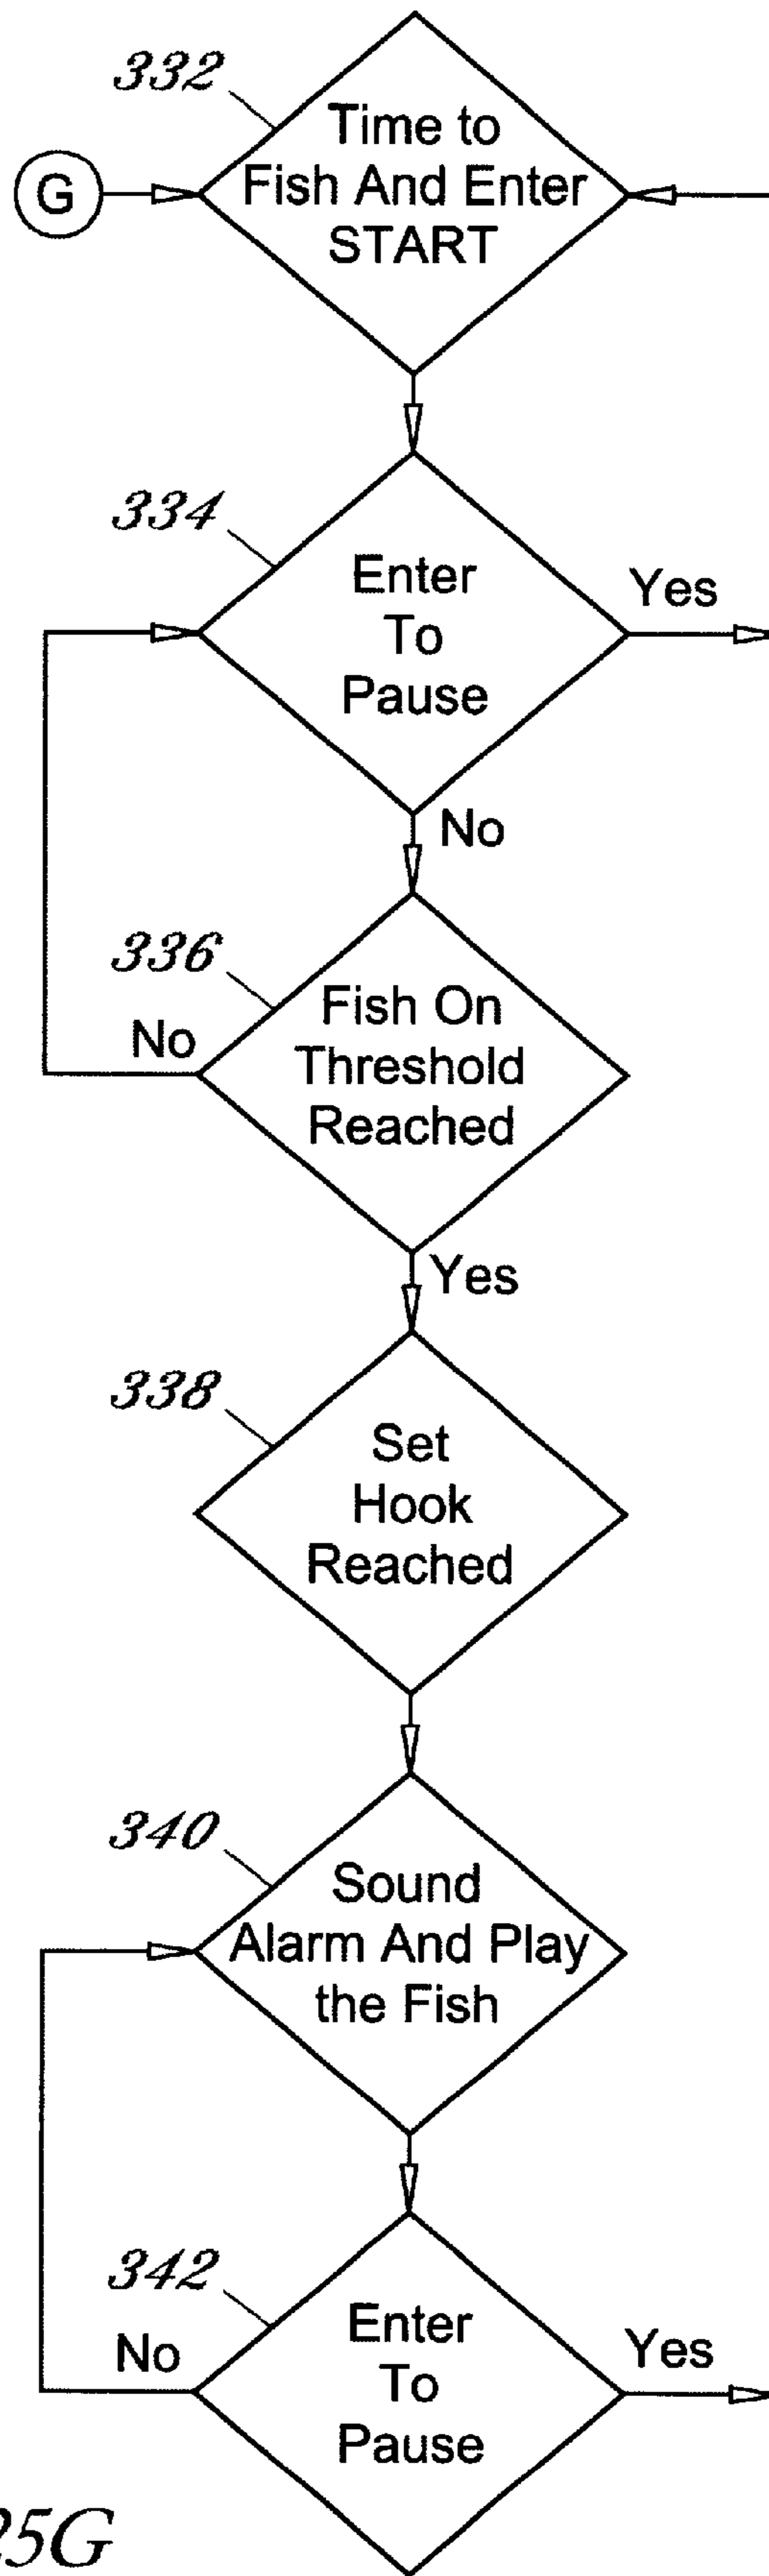 332
Time to
Fish And Enter
START
G
334
Enter
To
Pause
Yes
No
336
Fish On
Threshold
Reached
No
Yes
338
Set
Hook
Reached
340
Sound
Alarm And Play
the Fish
342
Enter
To
Pause
No
Yes
25G